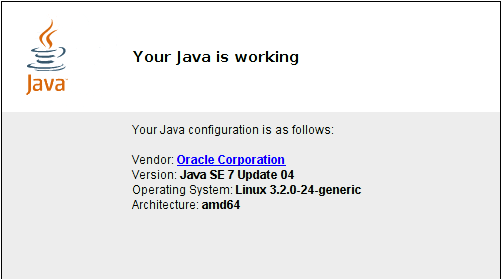 Java
Your Java is working
Your Java configuration is as follows:
Vendor: Oracle Corporation
Version: Java SE 7 Update 04
Operating System: Linux 3.2.0-24-generic
Architecture: amd64